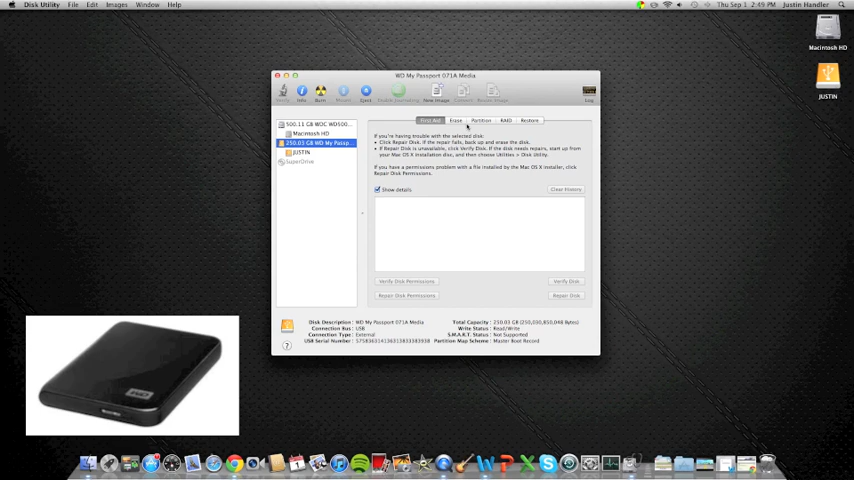 Disk Utility File Edit Images Window Help
Thu Sep 1 2:49 PM Justin Handler
Macintosh HD
JUSTIN
WD My Passport 071A Media
Verify Info Burn Mount Eject Enable Journaling New Image Convert Resize Image Log
500.11 GB WDC WD500...
Macintosh HD
250.03 GB WD My Passp...
JUSTIN
SuperDrive
First Aid Erase Partition RAID Restore
If you're having trouble with the selected disk:
• Click Repair Disk. If the repair fails, back up and erase the disk.
• If Repair Disk is unavailable, click Verify Disk. If the disk needs repairs, start up from
your Mac OS X installation disc, and then choose Utilities > Disk Utility.
If you have a permissions problem with a file installed by the Mac OS X installer, click
Repair Disk Permissions.
Show details
Clear History
Verify Disk Permissions
Verify Disk
Repair Disk Permissions
Repair Disk
Disk Description : WD My Passport 071A Media
Connection Bus : USB
Connection Type : External
USB Serial Number :
Total Capacity : 250.03 GB (250,030,850,048 Bytes)
Write Status : Read/Write
S.M.A.R.T. Status : Not Supported
Partition Map Scheme : Master Boot Record
WD